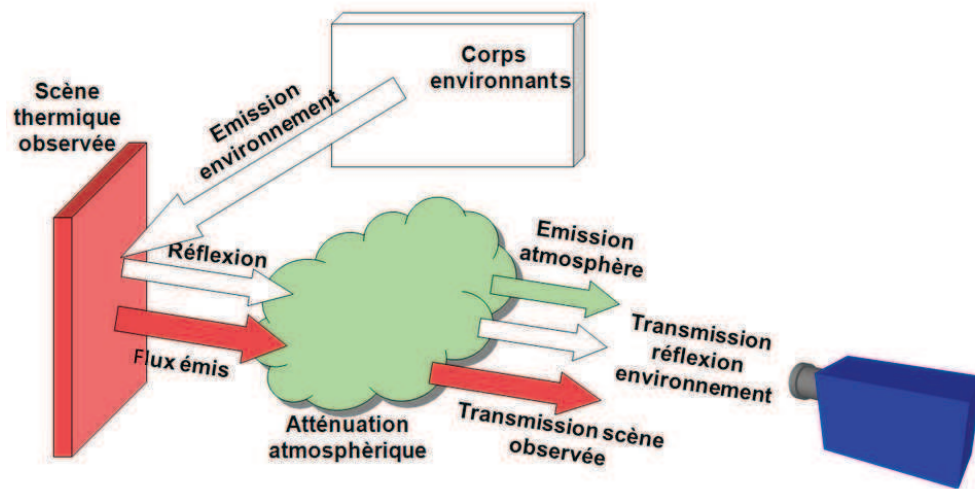 Corps
environnants
Scène
thermique
observée
Emission
environnement
Réflexion
Flux émis
Emission
atmosphère
Transmission
réflexion
environnement
Transmission scène
observée
Atténuation
atmosphèrique